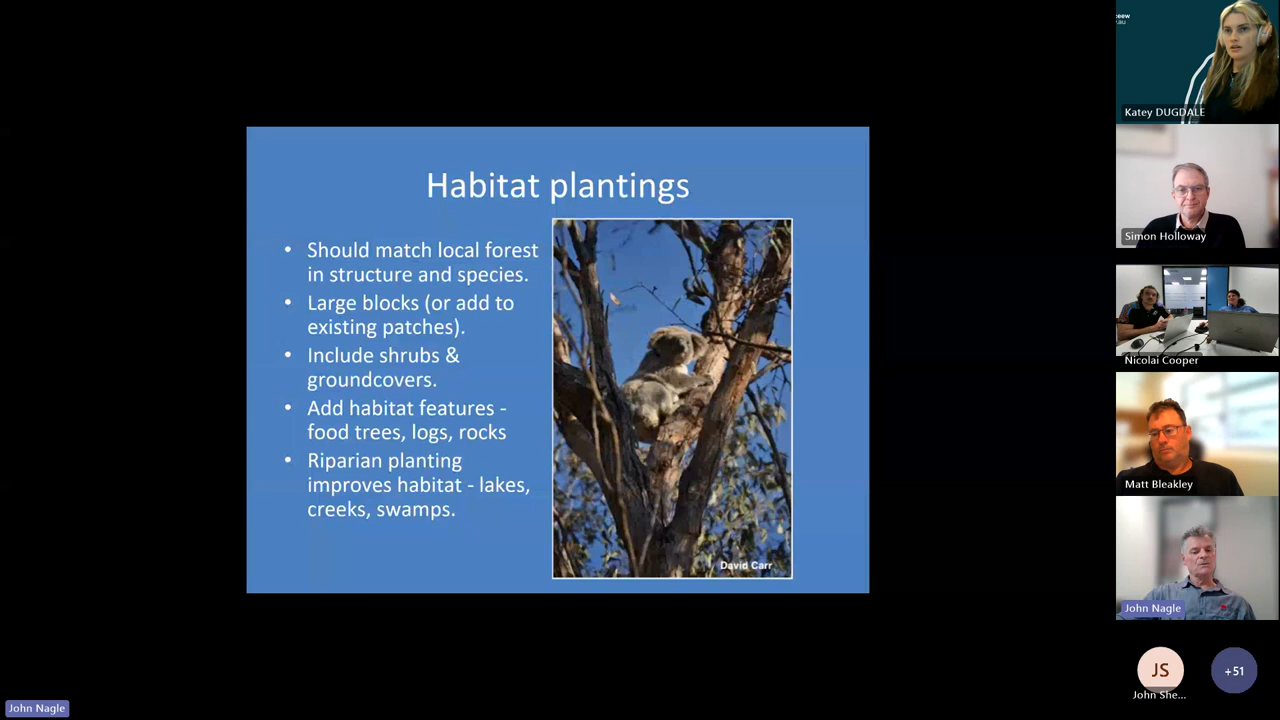 Habitat plantings
• Should match local forest
in structure and species.
• Large blocks (or add to
existing patches).
• Include shrubs &
groundcovers.
• Add habitat features -
food trees, logs, rocks
• Riparian planting
improves habitat - lakes,
creeks, swamps.
David Carr
Katey DUGDALE
Simon Holloway
Nicolai Cooper
Matt Bleakley
John Nagle
JS
John She...
+51
John Nagle